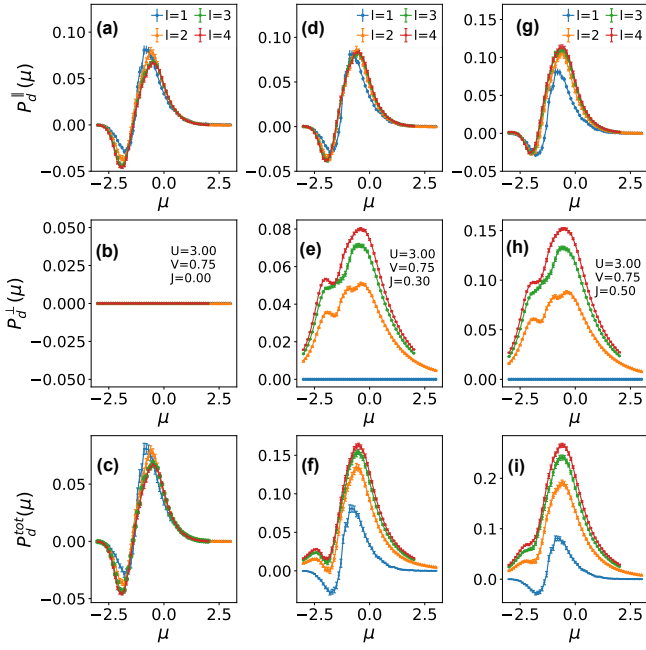 (a)
l=1 l=3
l=2 l=4
0.10
0.05
0.00
−0.05
P_d^∥(μ)
−2.5 0.0 2.5
μ
(d)
l=1 l=3
l=2 l=4
0.10
0.05
0.00
−0.05
−2.5 0.0 2.5
μ
(g)
l=1 l=3
l=2 l=4
0.15
0.10
0.05
0.00
−0.05
−2.5 0.0 2.5
μ
(b)
U=3.00
V=0.75
J=0.00
0.050
0.025
0.000
−0.025
−0.050
P_d^⊥(μ)
−2.5 0.0 2.5
μ
(e)
U=3.00
V=0.75
J=0.30
0.08
0.06
0.04
0.02
0.00
−2.5 0.0 2.5
μ
(h)
U=3.00
V=0.75
J=0.50
0.15
0.10
0.05
0.00
−2.5 0.0 2.5
μ
(c)
0.05
0.00
−0.05
P_d^{tot}(μ)
−2.5 0.0 2.5
μ
(f)
0.15
0.10
0.05
0.00
−2.5 0.0 2.5
μ
(i)
0.2
0.1
0.0
−2.5 0.0 2.5
μ